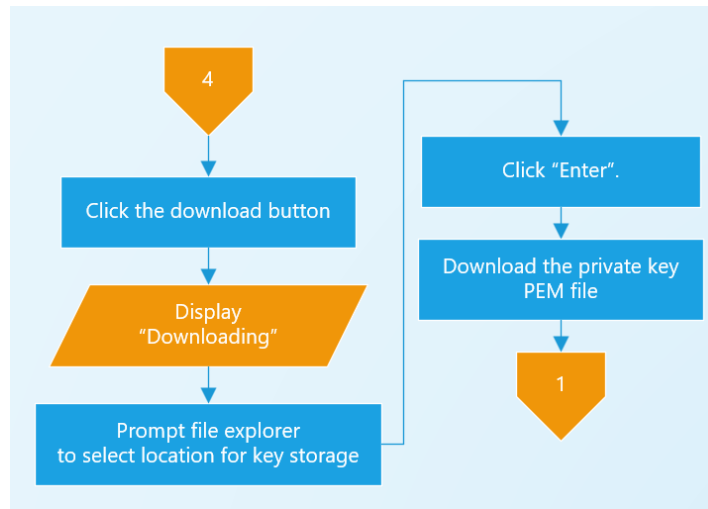 4
Click the download button
Display
“Downloading”
Prompt file explorer
to select location for key storage
Click “Enter”.
Download the private key
PEM file
1